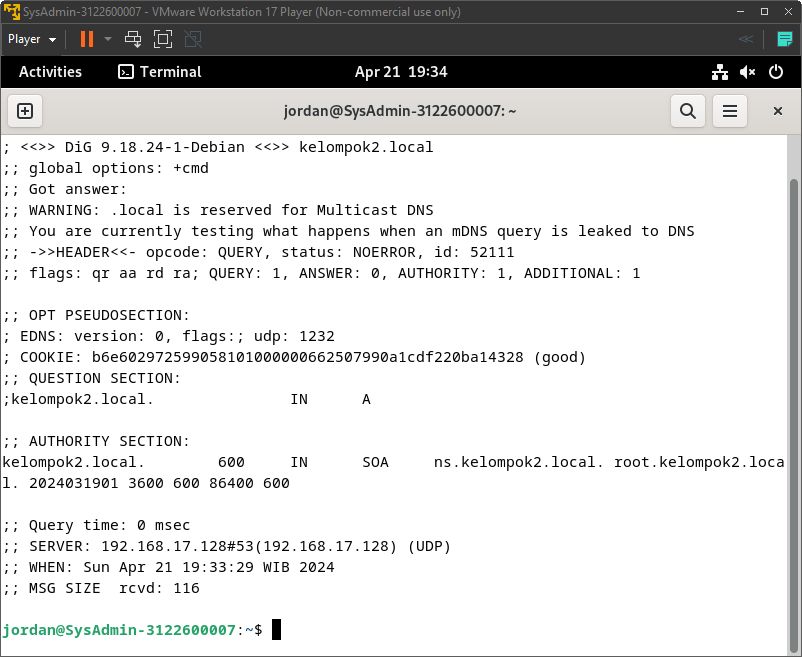 SysAdmin-3122600007 - VMware Workstation 17 Player (Non-commercial use only)
Player
Activities Terminal Apr 21 19:34
jordan@SysAdmin-3122600007: ~
; <<>> DiG 9.18.24-1-Debian <<>> kelompok2.local
;; global options: +cmd
;; Got answer:
;; WARNING: .local is reserved for Multicast DNS
;; You are currently testing what happens when an mDNS query is leaked to DNS
;; ->>HEADER<<- opcode: QUERY, status: NOERROR, id: 52111
;; flags: qr aa rd ra; QUERY: 1, ANSWER: 0, AUTHORITY: 1, ADDITIONAL: 1
;; OPT PSEUDOSECTION:
; EDNS: version: 0, flags:; udp: 1232
; COOKIE: b6e602972599058101000000662507990a1cdf220ba14328 (good)
;; QUESTION SECTION:
;kelompok2.local. IN A
;; AUTHORITY SECTION:
kelompok2.local. 600 IN SOA ns.kelompok2.local. root.kelompok2.loca
l. 2024031901 3600 600 86400 600
;; Query time: 0 msec
;; SERVER: 192.168.17.128#53(192.168.17.128) (UDP)
;; WHEN: Sun Apr 21 19:33:29 WIB 2024
;; MSG SIZE rcvd: 116
jordan@SysAdmin-3122600007:~$